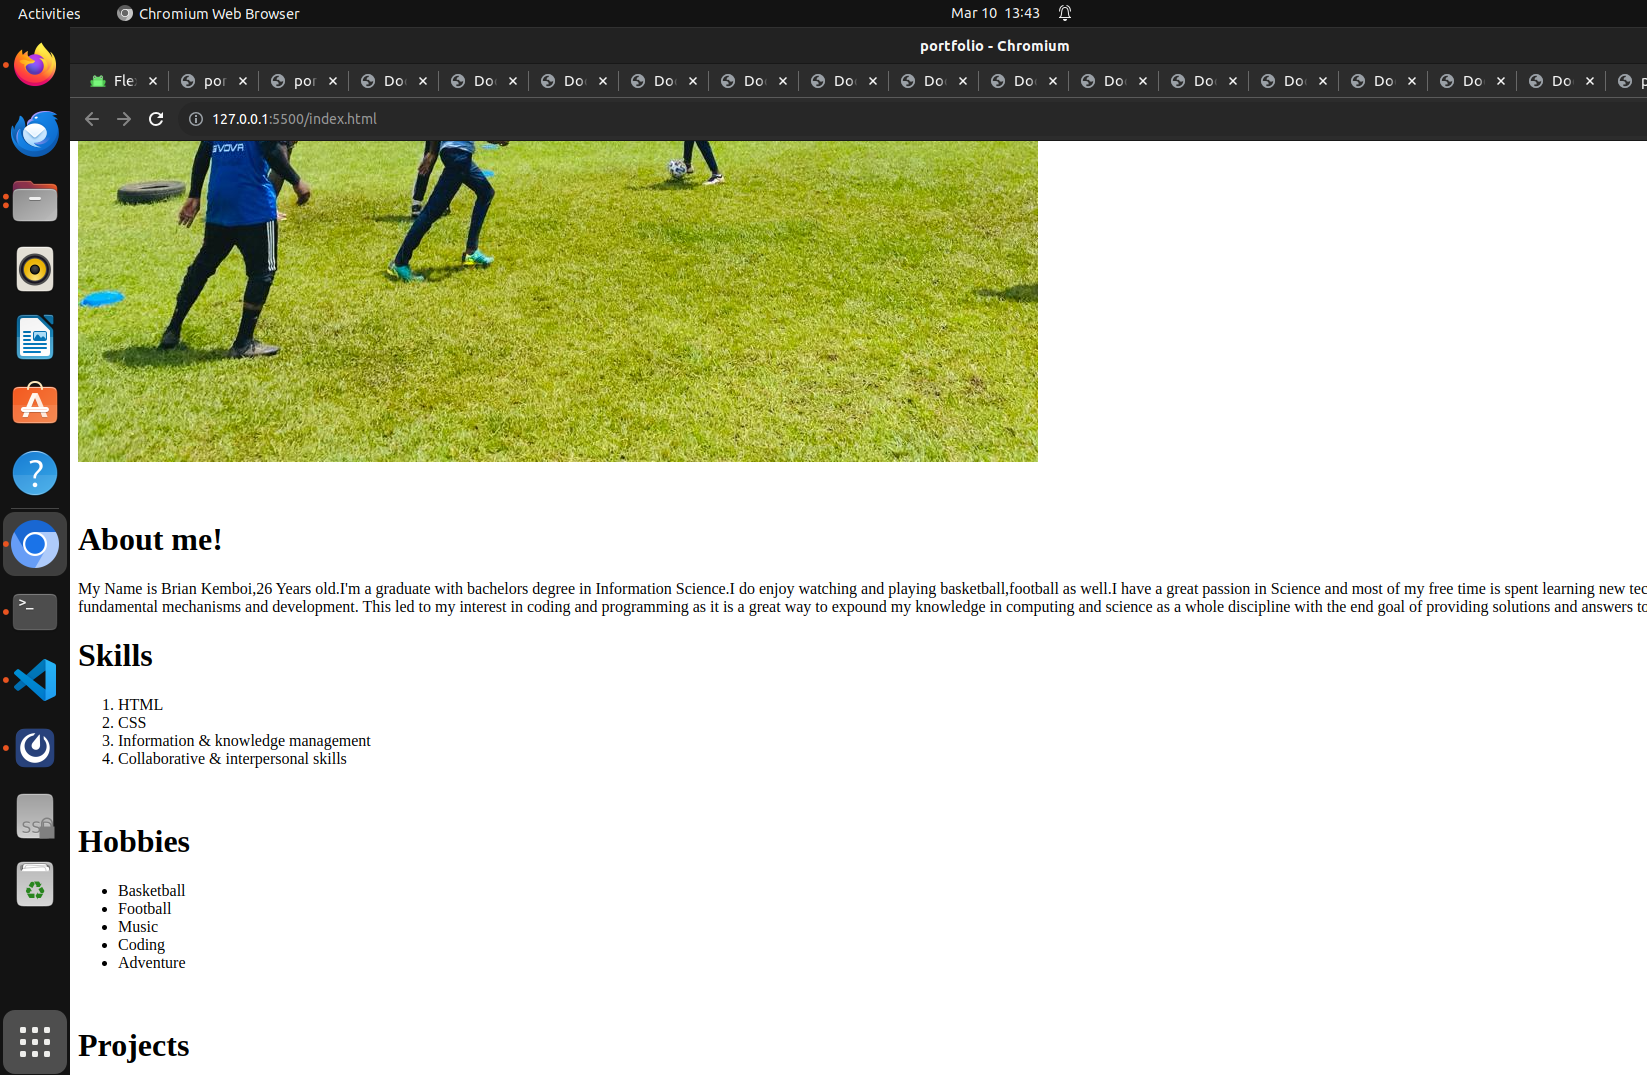 Activities
Chromium Web Browser
Mar 10 13:43
portfolio - Chromium
Fle
por
por
Do
Do
Do
Do
Do
Do
Do
Do
Do
Do
Do
Do
Do
Do
127.0.0.1:5500/index.html
EVOVR
About me!
My Name is Brian Kemboi,26 Years old.I'm a graduate with bachelors degree in Information Science.I do enjoy watching and playing basketball,football as well.I have a great passion in Science and most of my free time is spent learning new tec
fundamental mechanisms and development. This led to my interest in coding and programming as it is a great way to expound my knowledge in computing and science as a whole discipline with the end goal of providing solutions and answers to
Skills
1. HTML
2. CSS
3. Information & knowledge management
4. Collaborative & interpersonal skills
Hobbies
• Basketball
• Football
• Music
• Coding
• Adventure
Projects